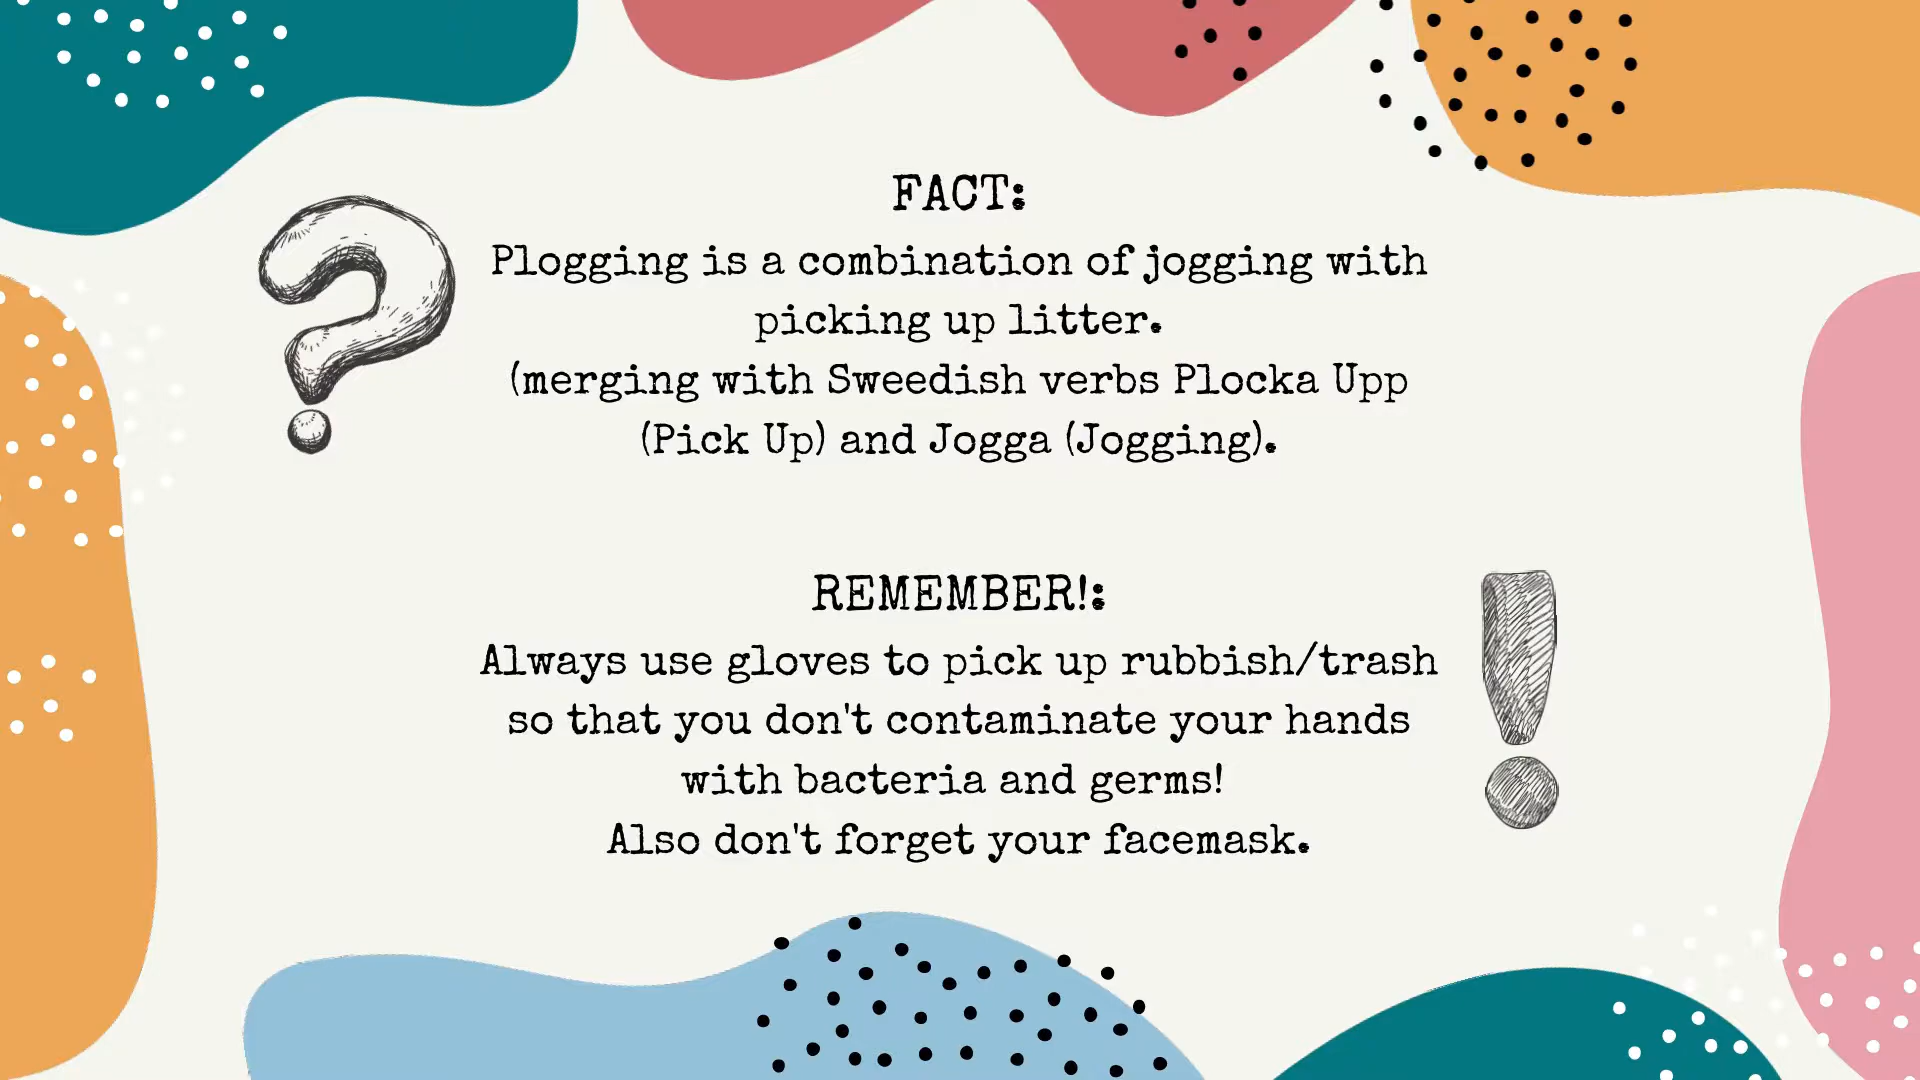 FACT:
Plogging is a combination of jogging with
picking up litter.
(merging with Sweedish verbs Plocka Upp
(Pick Up) and Jogga (Jogging).
REMEMBER!:
Always use gloves to pick up rubbish/trash
so that you don't contaminate your hands
with bacteria and germs!
Also don't forget your facemask.